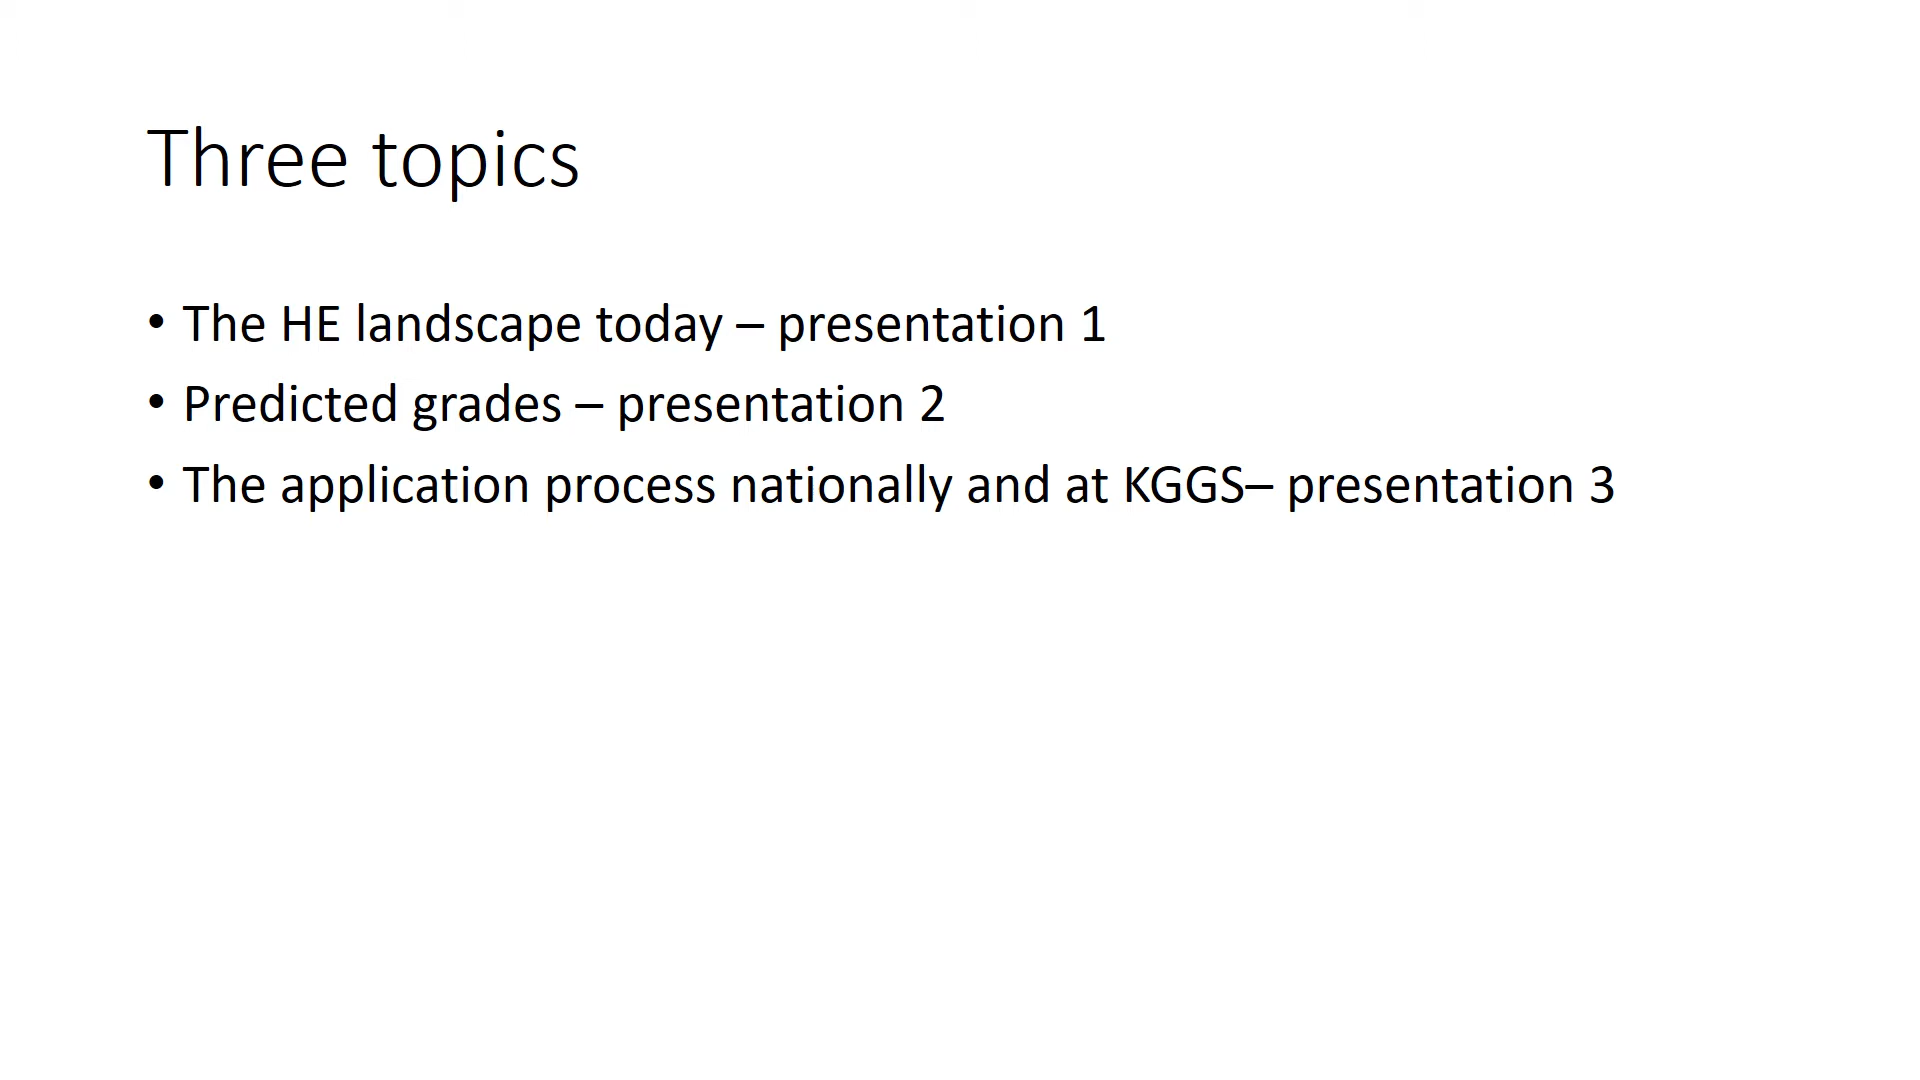 Three topics
• The HE landscape today – presentation 1
• Predicted grades – presentation 2
• The application process nationally and at KGGS– presentation 3